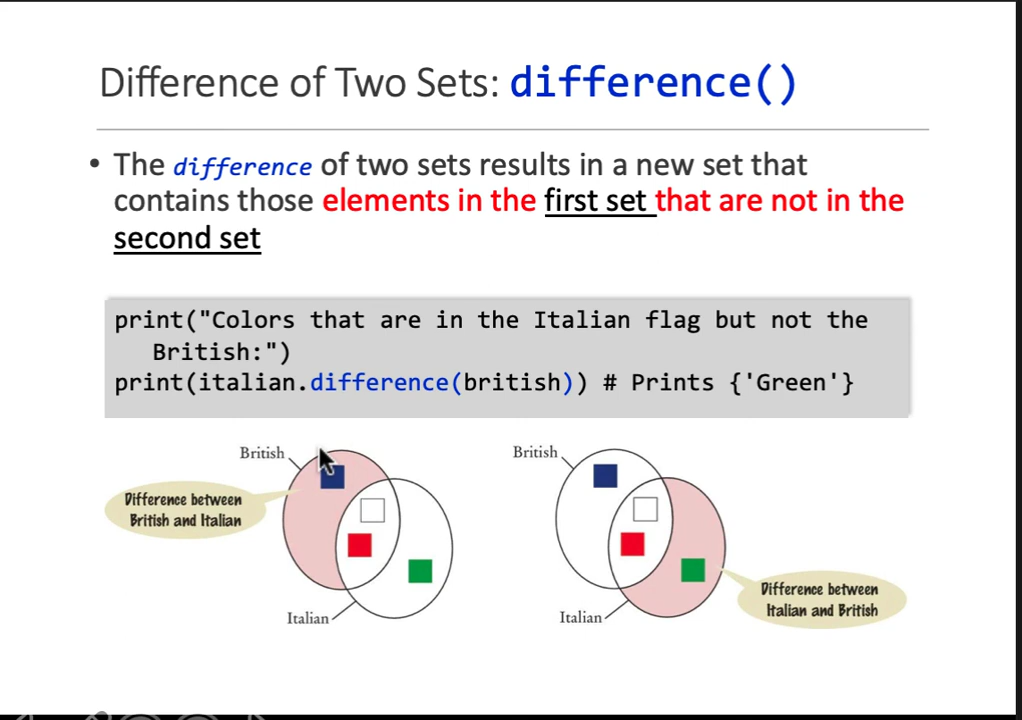 Difference of Two Sets: difference()
• The difference of two sets results in a new set that
contains those elements in the first set that are not in the
second set
print("Colors that are in the Italian flag but not the
British:")
print(italian.difference(british)) # Prints {'Green'}
British
Difference between
British and Italian
Italian
British
Italian
Difference between
Italian and British